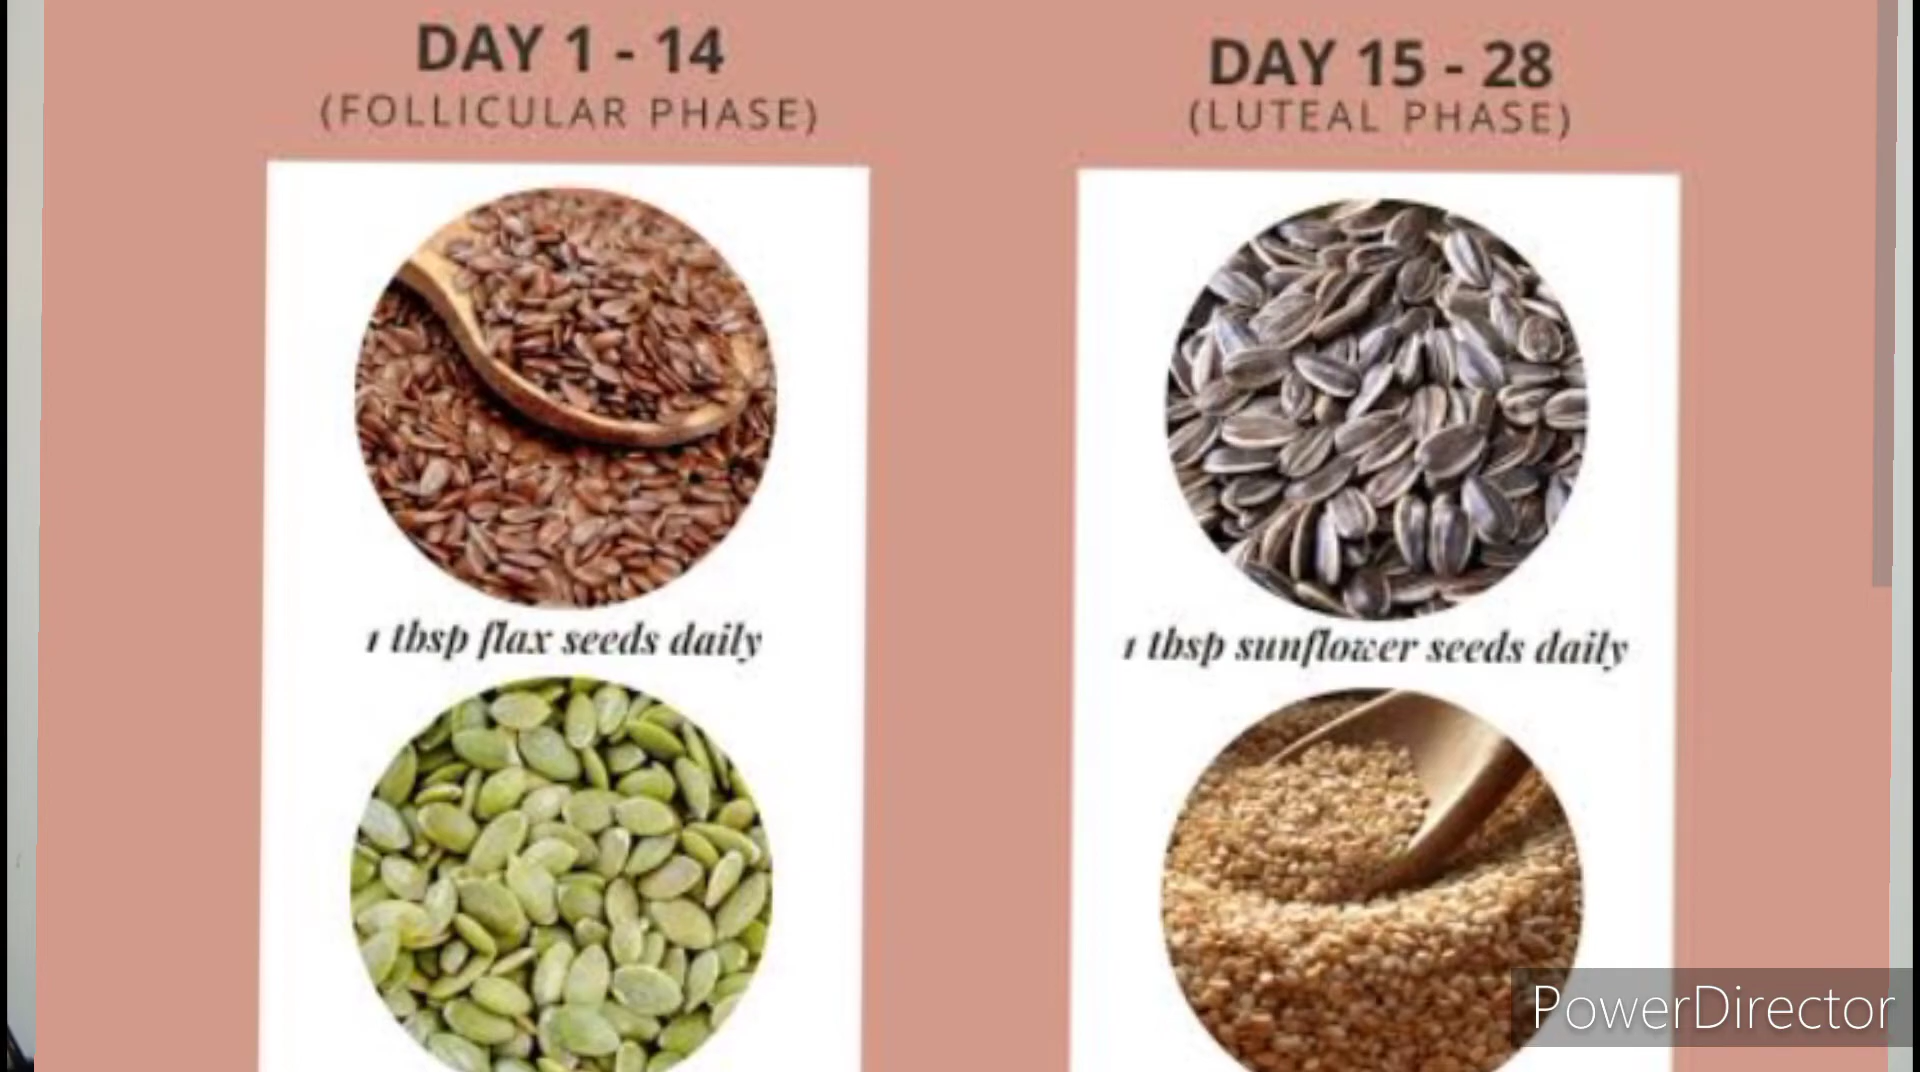 DAY 1 - 14
(FOLLICULAR PHASE)
1 tbsp flax seeds daily
DAY 15 - 28
(LUTEAL PHASE)
1 tbsp sunflower seeds daily
PowerDirector